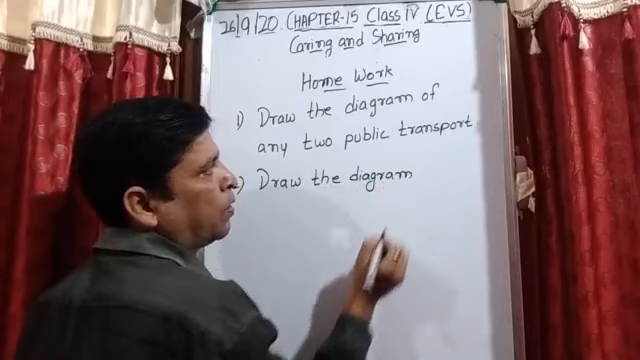 26/9/20. CHAPTER-15 Class IV (EVS)
Caring and Sharing
Home Work
1) Draw the diagram of
any two public transport
2) Draw the diagram